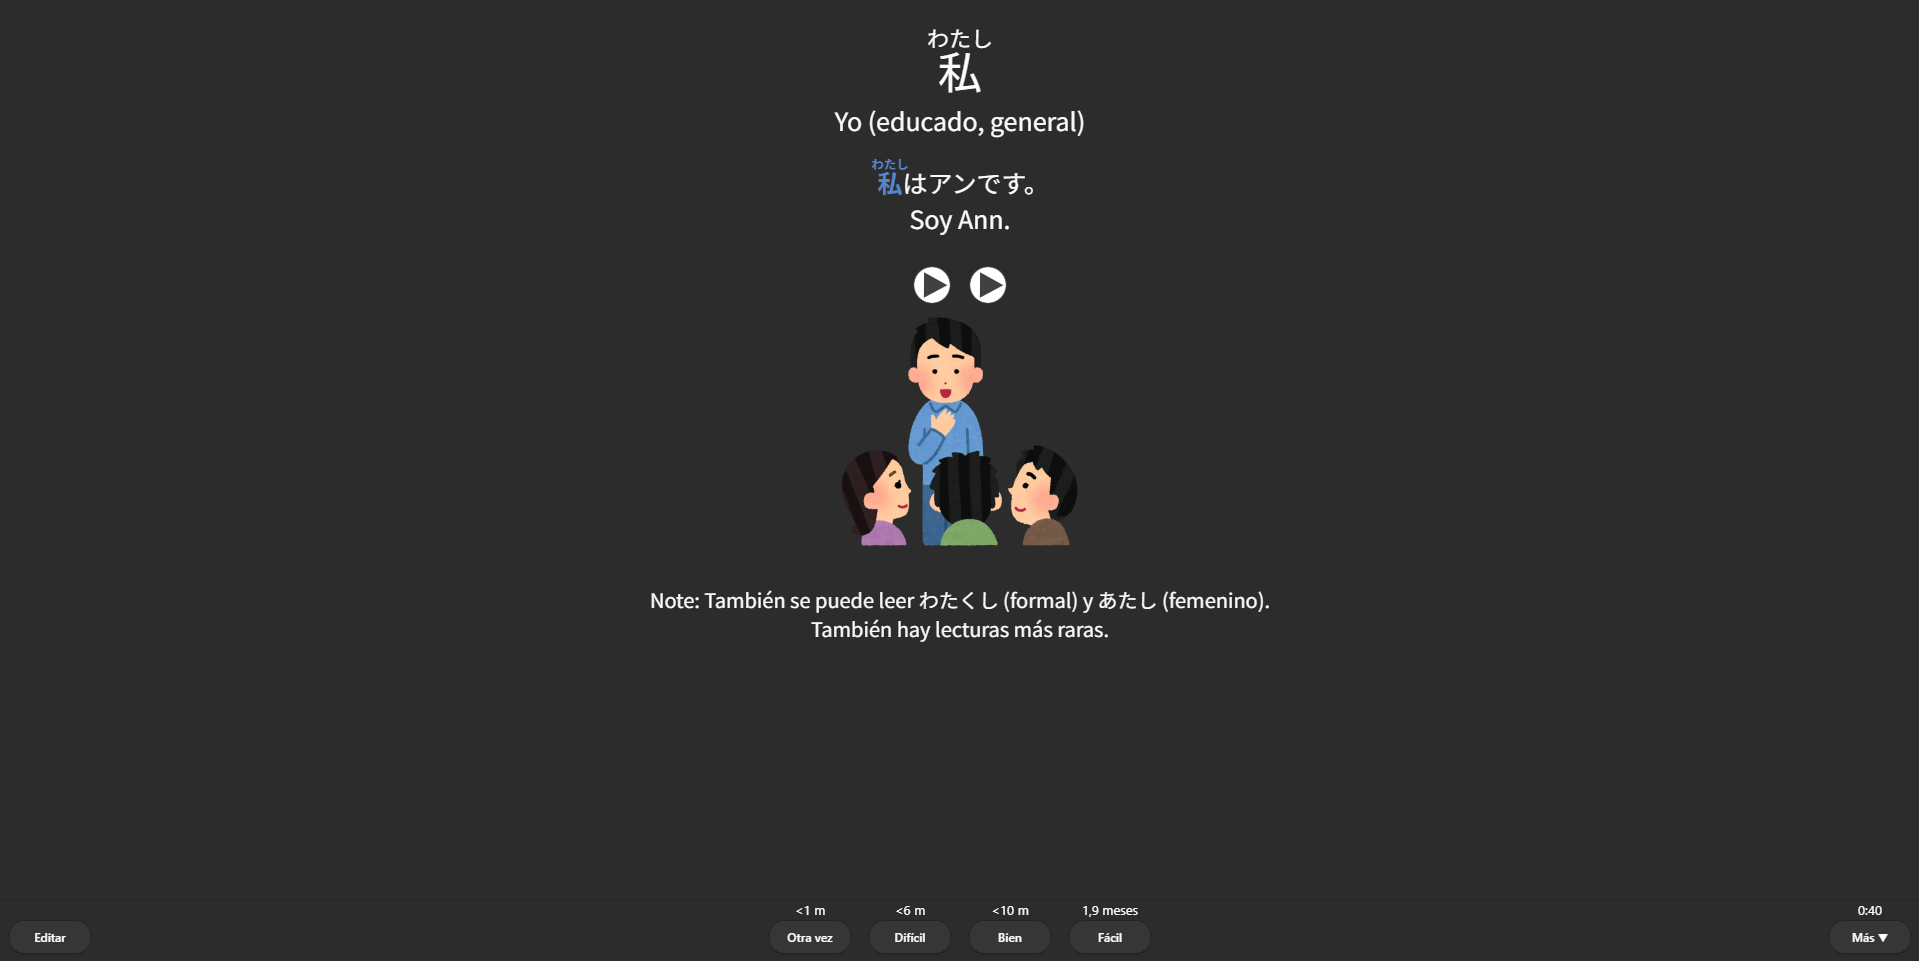 わたし
私
Yo (educado, general)
わたし
私はアンです。
Soy Ann.
Note: También se puede leer わたくし (formal) y あたし (femenino).
También hay lecturas más raras.
<1 m <6 m <10 m 1,9 meses 0:40
Editar Otra vez Difícil Bien Fácil Más ▼